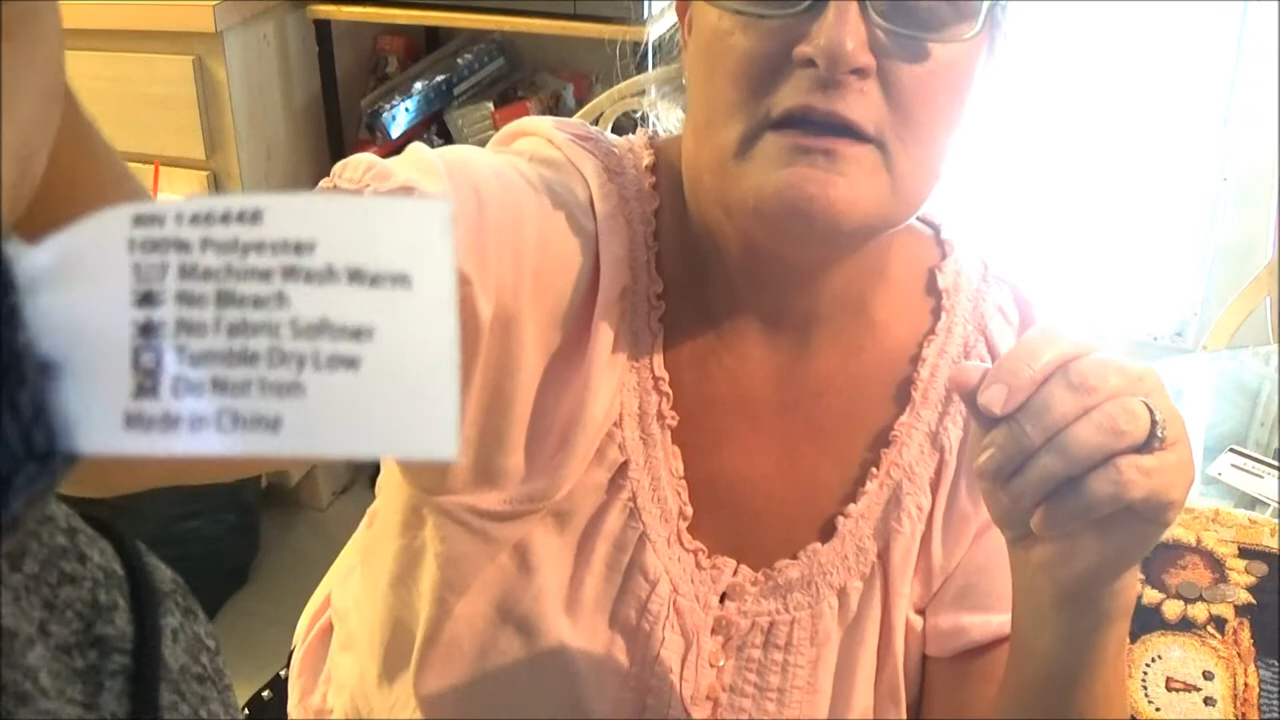 RN 146448
100% Polyester
Machine Wash Warm
No Bleach
No Fabric Softner
Tumble Dry Low
Do Not Iron
Made in China